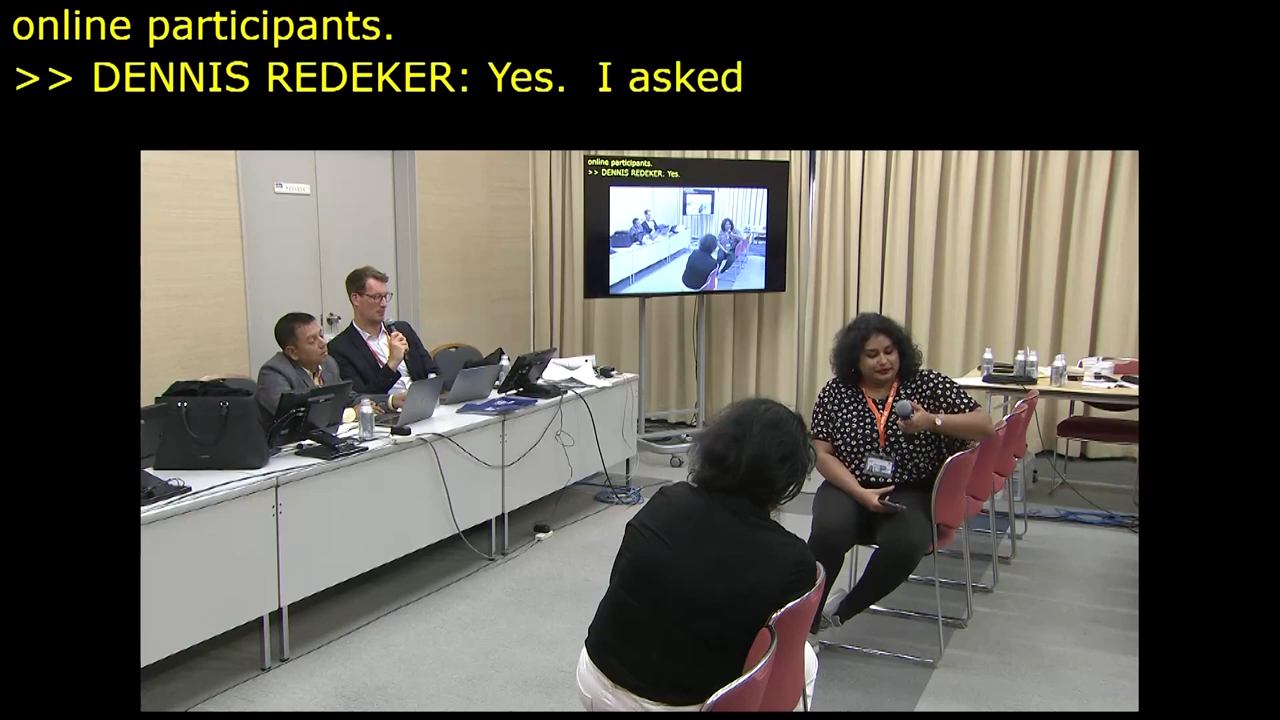 online participants.
>> DENNIS REDEKER: Yes.  I asked
online participants.
>> DENNIS REDEKER: Yes.